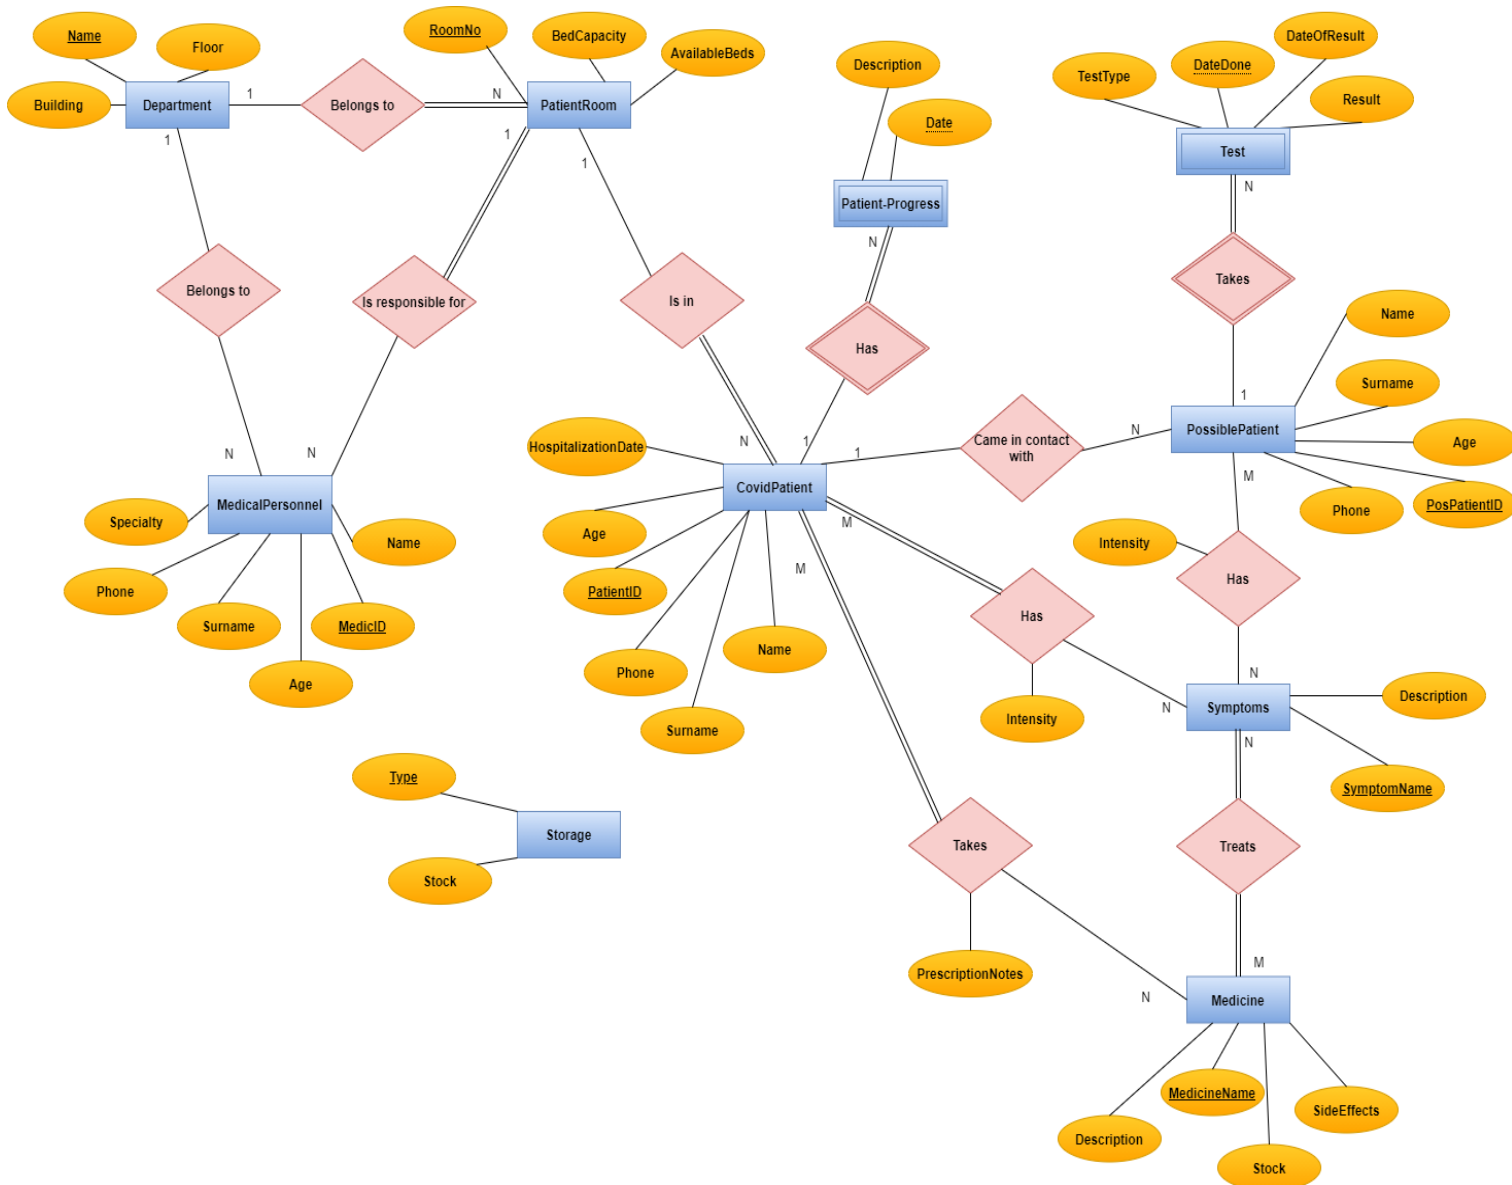 Name
Floor
Building
Department
1
Belongs to
N
RoomNo
BedCapacity
AvailableBeds
PatientRoom
1
1
1
Description
Date
Patient-Progress
N
TestType
DateDone
DateOfResult
Result
Test
N
Takes
Belongs to
Is responsible for
Is in
Has
Name
Surname
Age
PosPatientID
Phone
1
PossiblePatient
M
N
Came in contact
with
1
1
N
HospitalizationDate
CovidPatient
M
M
Age
PatientID
Phone
Surname
Name
N
N
MedicalPersonnel
Specialty
Phone
Surname
Age
MedicID
Name
Intensity
Has
N
Has
Intensity
N
Symptoms
Description
SymptomName
N
Type
Storage
Stock
Takes
PrescriptionNotes
N
Treats
M
Medicine
Description
MedicineName
Stock
SideEffects